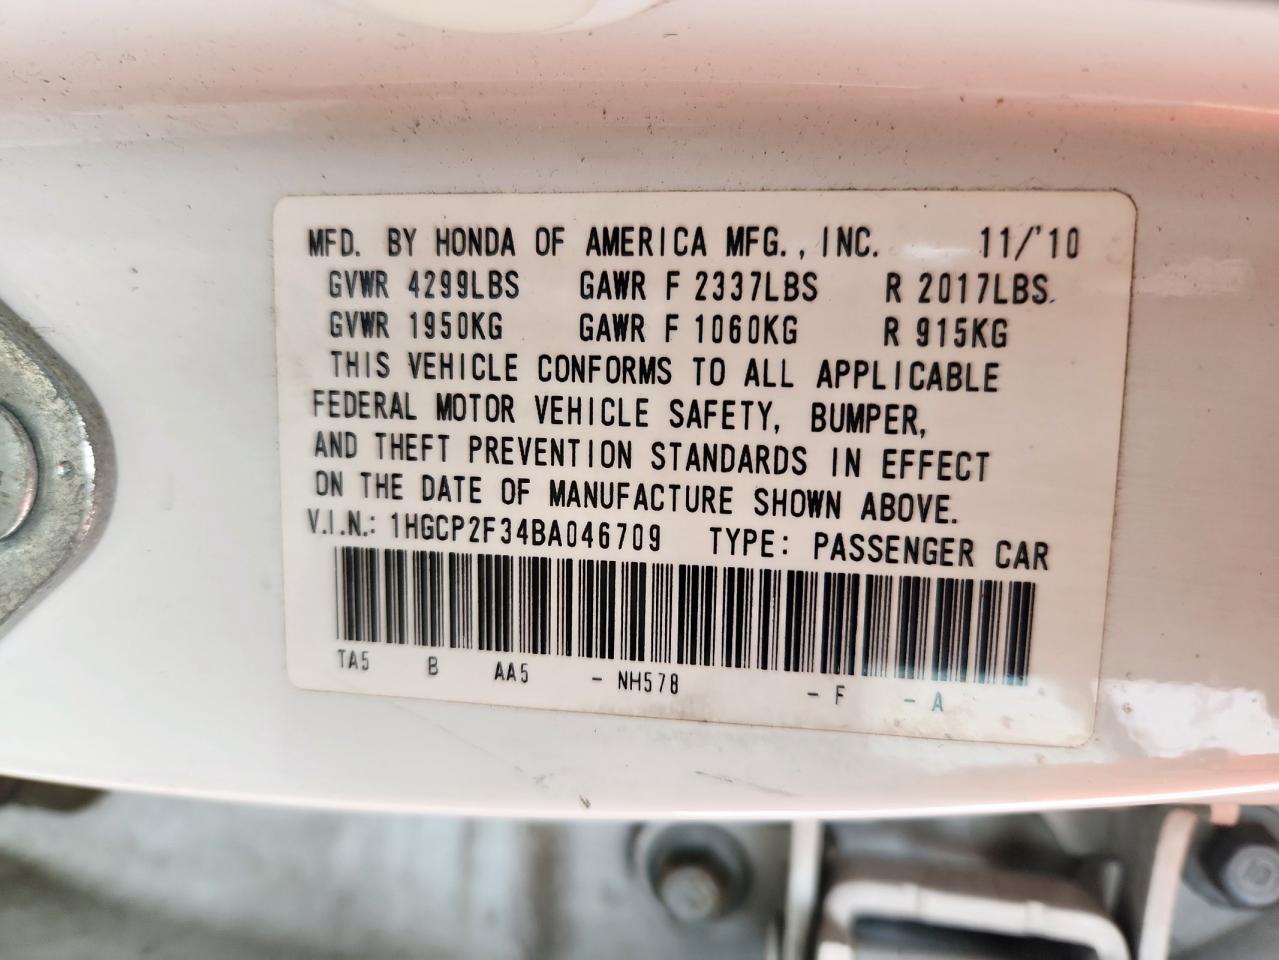 MFD. BY HONDA OF AMERICA MFG., INC. 11/'10
GVWR 4299LBS GAWR F 2337LBS R 2017LBS.
GVWR 1950KG GAWR F 1060KG R 915KG
THIS VEHICLE CONFORMS TO ALL APPLICABLE
FEDERAL MOTOR VEHICLE SAFETY, BUMPER,
AND THEFT PREVENTION STANDARDS IN EFFECT
ON THE DATE OF MANUFACTURE SHOWN ABOVE.
V.I.N.: 1HGCP2F34BA046709 TYPE: PASSENGER CAR
TA5 B AA5 - NH578 - F - A